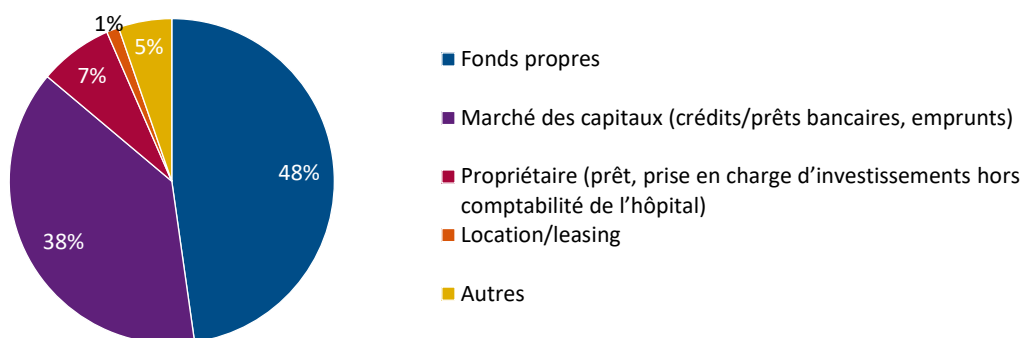 1%
5%
7%
48%
38%
Fonds propres
Marché des capitaux (crédits/prêts bancaires, emprunts)
Propriétaire (prêt, prise en charge d’investissements hors
comptabilité de l’hôpital)
Location/leasing
Autres